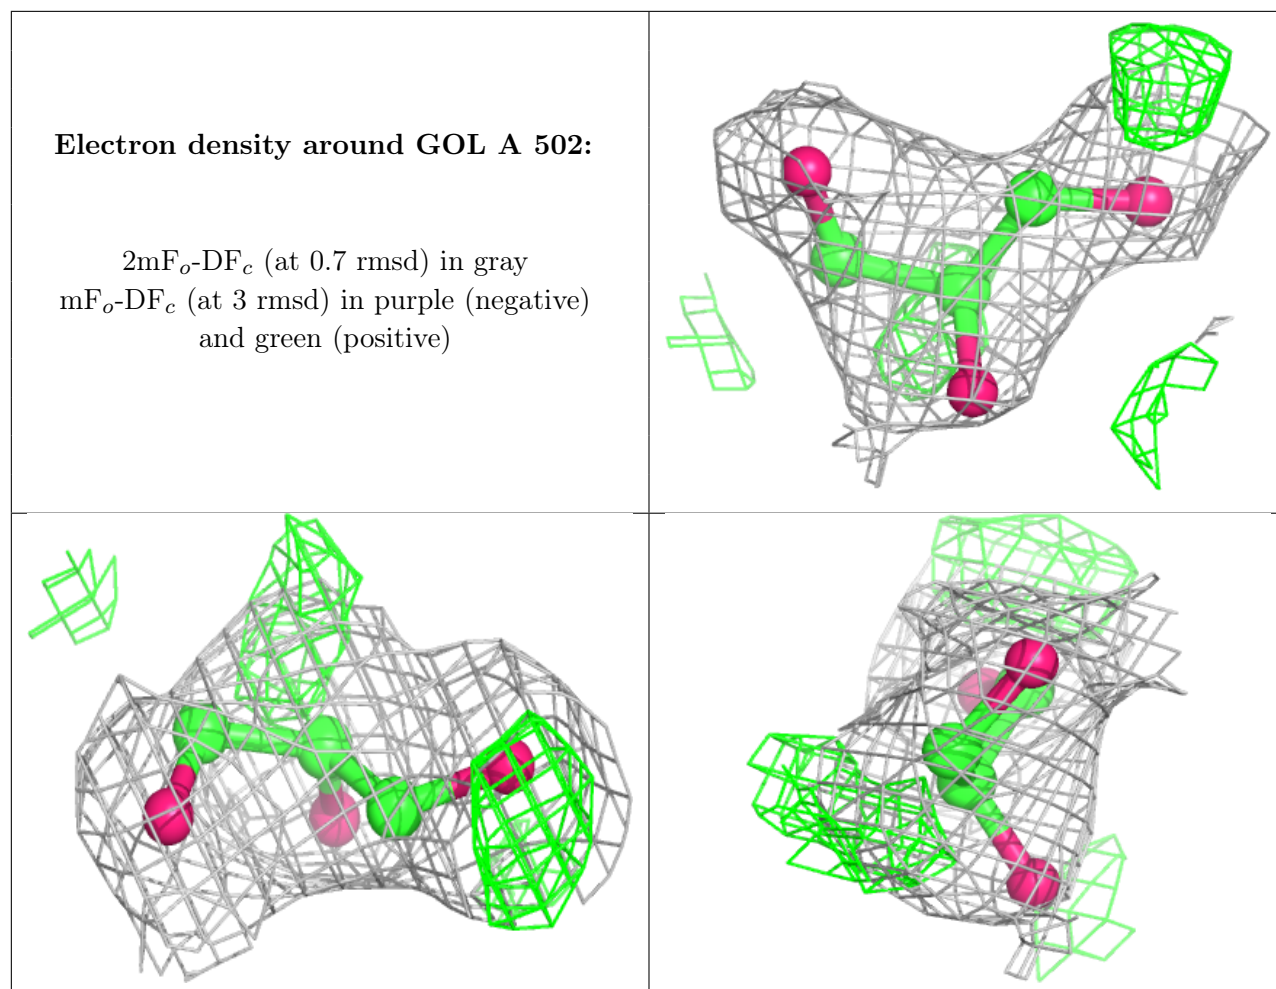 Electron density around GOL A 502:
2mFo-DFc (at 0.7 rmsd) in gray
mFo-DFc (at 3 rmsd) in purple (negative)
and green (positive)